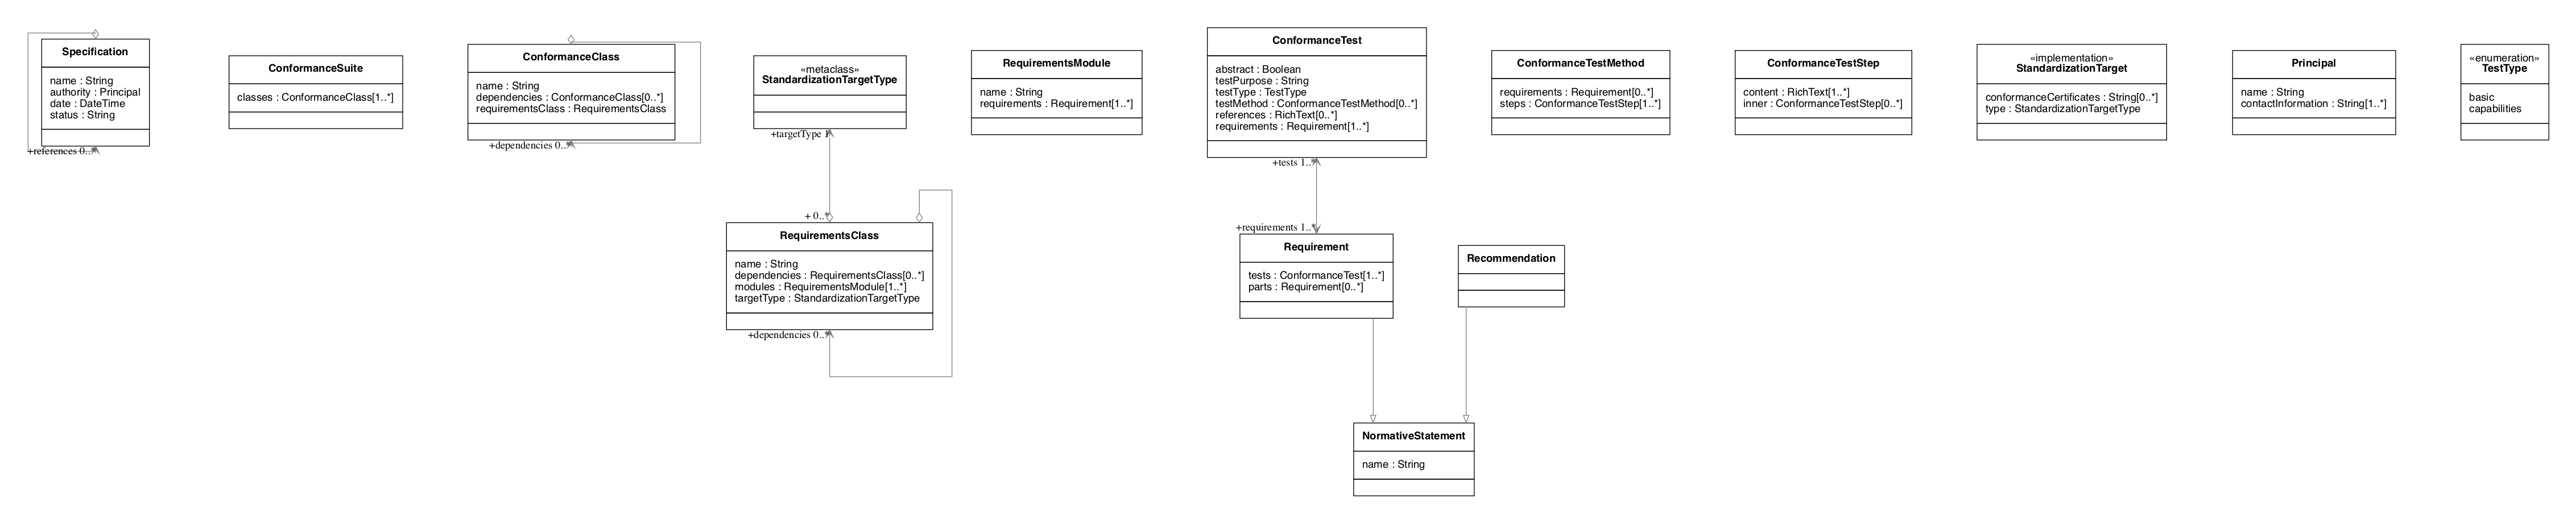 Specification
name : String
authority : Principal
date : DateTime
status : String
+references 0..*
ConformanceSuite
classes : ConformanceClass[1..*]
ConformanceClass
name : String
dependencies : ConformanceClass[0..*]
requirementsClass : RequirementsClass
+dependencies 0..*
«metaclass»
StandardizationTargetType
+targetType 1
+ 0..*
RequirementsClass
name : String
dependencies : RequirementsClass[0..*]
modules : RequirementsModule[1..*]
targetType : StandardizationTargetType
+dependencies 0..*
RequirementsModule
name : String
requirements : Requirement[1..*]
ConformanceTest
abstract : Boolean
testPurpose : String
testType : TestType
testMethod : ConformanceTestMethod[0..*]
references : RichText[0..*]
requirements : Requirement[1..*]
+tests 1..*
+requirements 1..*
Requirement
tests : ConformanceTest[1..*]
parts : Requirement[0..*]
Recommendation
NormativeStatement
name : String
ConformanceTestMethod
requirements : Requirement[0..*]
steps : ConformanceTestStep[1..*]
ConformanceTestStep
content : RichText[1..*]
inner : ConformanceTestStep[0..*]
«implementation»
StandardizationTarget
conformanceCertificates : String[0..*]
type : StandardizationTargetType
Principal
name : String
contactInformation : String[1..*]
«enumeration»
TestType
basic
capabilities